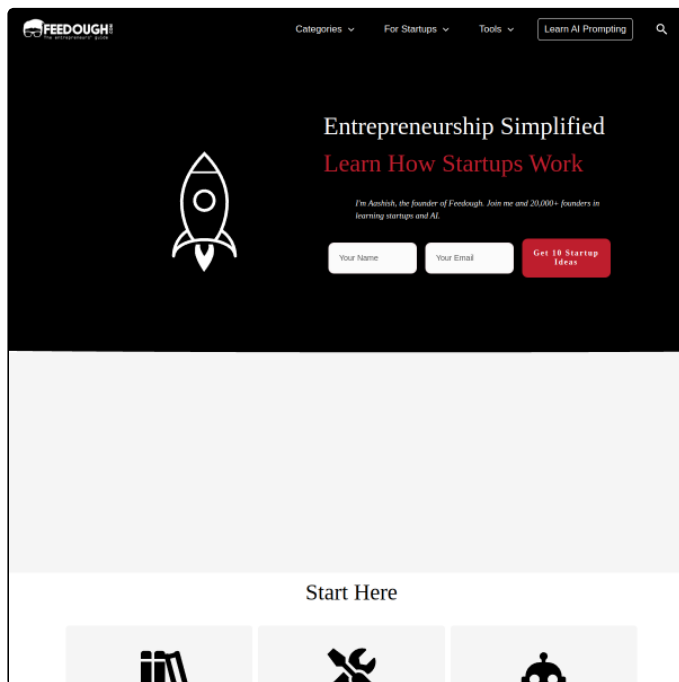 FEEDOUGH
The entrepreneurs' guide
Categories
For Startups
Tools
Learn AI Prompting
Entrepreneurship Simplified
Learn How Startups Work
I'm Aashish, the founder of Feedough. Join me and 20,000+ founders in
learning startups and AI.
Your Name
Your Email
Get 10 Startup
Ideas
Start Here